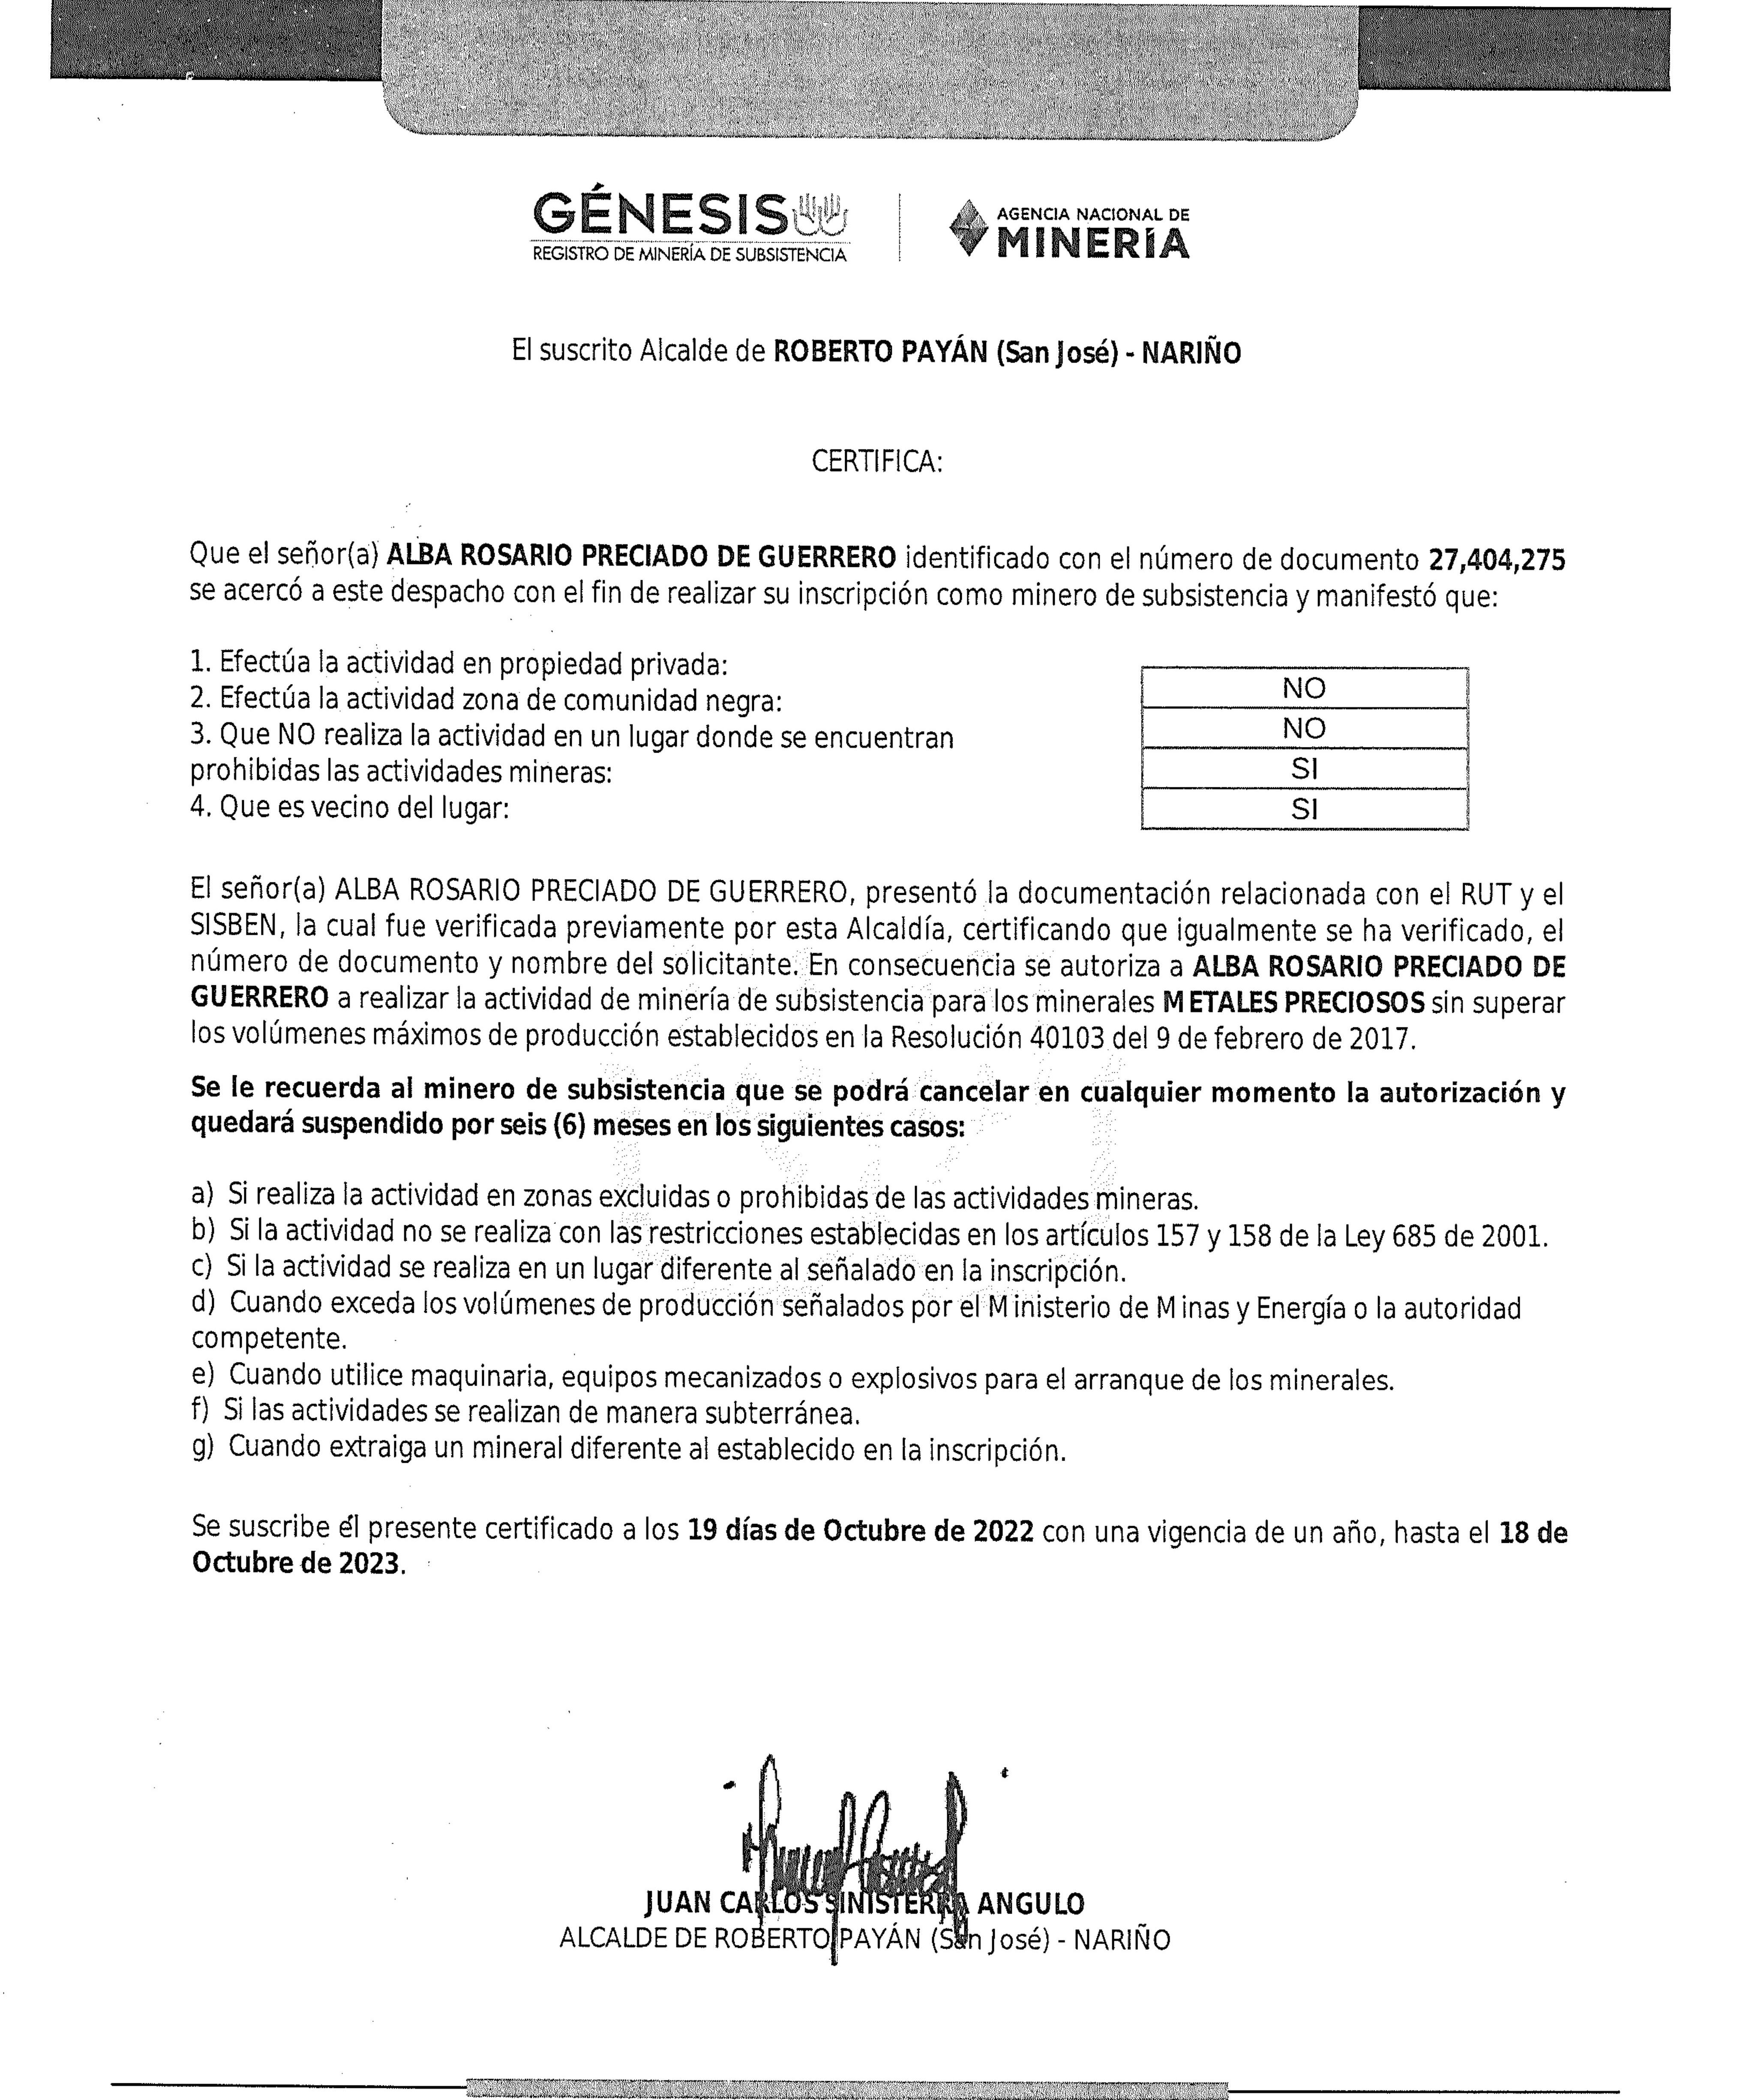 GÉNESIS
REGISTRO DE MINERÍA DE SUBSISTENCIA
AGENCIA NACIONAL DE
MINERÍA
El suscrito Alcalde de ROBERTO PAYÁN (San José) - NARIÑO
CERTIFICA:
Que el señor(a) ALBA ROSARIO PRECIADO DE GUERRERO identificado con el número de documento 27,404,275
se acercó a este despacho con el fin de realizar su inscripción como minero de subsistencia y manifestó que:
1. Efectúa la actividad en propiedad privada:
NO
2. Efectúa la actividad zona de comunidad negra:
NO
3. Que NO realiza la actividad en un lugar donde se encuentran
prohibidas las actividades mineras:
SI
4. Que es vecino del lugar:
SI
El señor(a) ALBA ROSARIO PRECIADO DE GUERRERO, presentó la documentación relacionada con el RUT y el
SISBEN, la cual fue verificada previamente por esta Alcaldía, certificando que igualmente se ha verificado, el
número de documento y nombre del solicitante. En consecuencia se autoriza a ALBA ROSARIO PRECIADO DE
GUERRERO a realizar la actividad de minería de subsistencia para los minerales METALES PRECIOSOS sin superar
los volúmenes máximos de producción establecidos en la Resolución 40103 del 9 de febrero de 2017.
Se le recuerda al minero de subsistencia que se podrá cancelar en cualquier momento la autorización y
quedará suspendido por seis (6) meses en los siguientes casos:
a) Si realiza la actividad en zonas excluidas o prohibidas de las actividades mineras.
b) Si la actividad no se realiza con las restricciones establecidas en los artículos 157 y 158 de la Ley 685 de 2001.
c) Si la actividad se realiza en un lugar diferente al señalado en la inscripción.
d) Cuando exceda los volúmenes de producción señalados por el Ministerio de Minas y Energía o la autoridad
competente.
e) Cuando utilice maquinaria, equipos mecanizados o explosivos para el arranque de los minerales.
f) Si las actividades se realizan de manera subterránea.
g) Cuando extraiga un mineral diferente al establecido en la inscripción.
Se suscribe él presente certificado a los 19 días de Octubre de 2022 con una vigencia de un año, hasta el 18 de
Octubre de 2023.
JUAN CARLOS SINISTERRA ANGULO
ALCALDE DE ROBERTO PAYÁN (San José) - NARIÑO